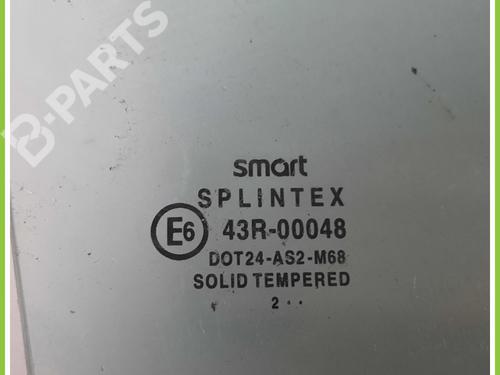 B-PARTS
smart
SPLINTEX
E6 43R-00048
DOT24-AS2-M68
SOLID TEMPERED
2 ··